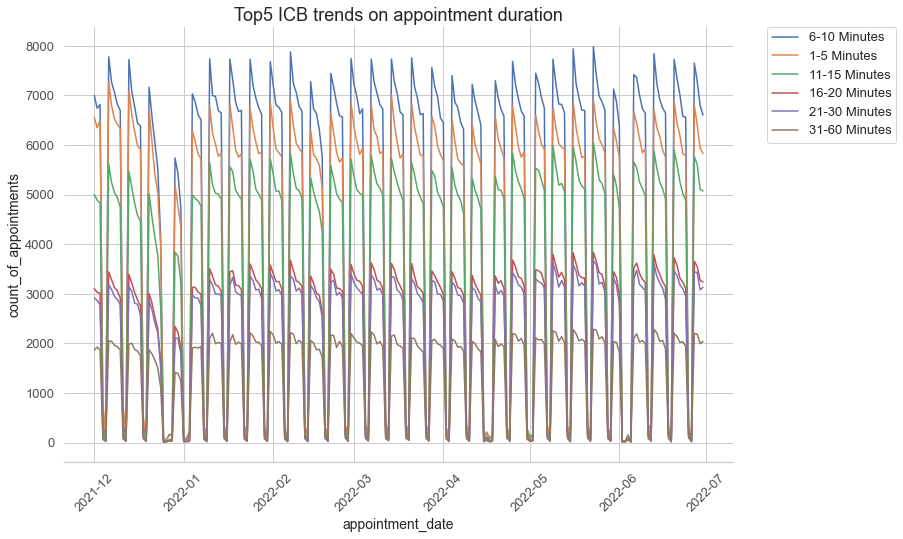 Top5 ICB trends on appointment duration
6-10 Minutes
1-5 Minutes
11-15 Minutes
16-20 Minutes
21-30 Minutes
31-60 Minutes
count_of_appointments
8000
7000
6000
5000
4000
3000
2000
1000
0
2021-12
2022-01
2022-02
2022-03
2022-04
2022-05
2022-06
2022-07
appointment_date